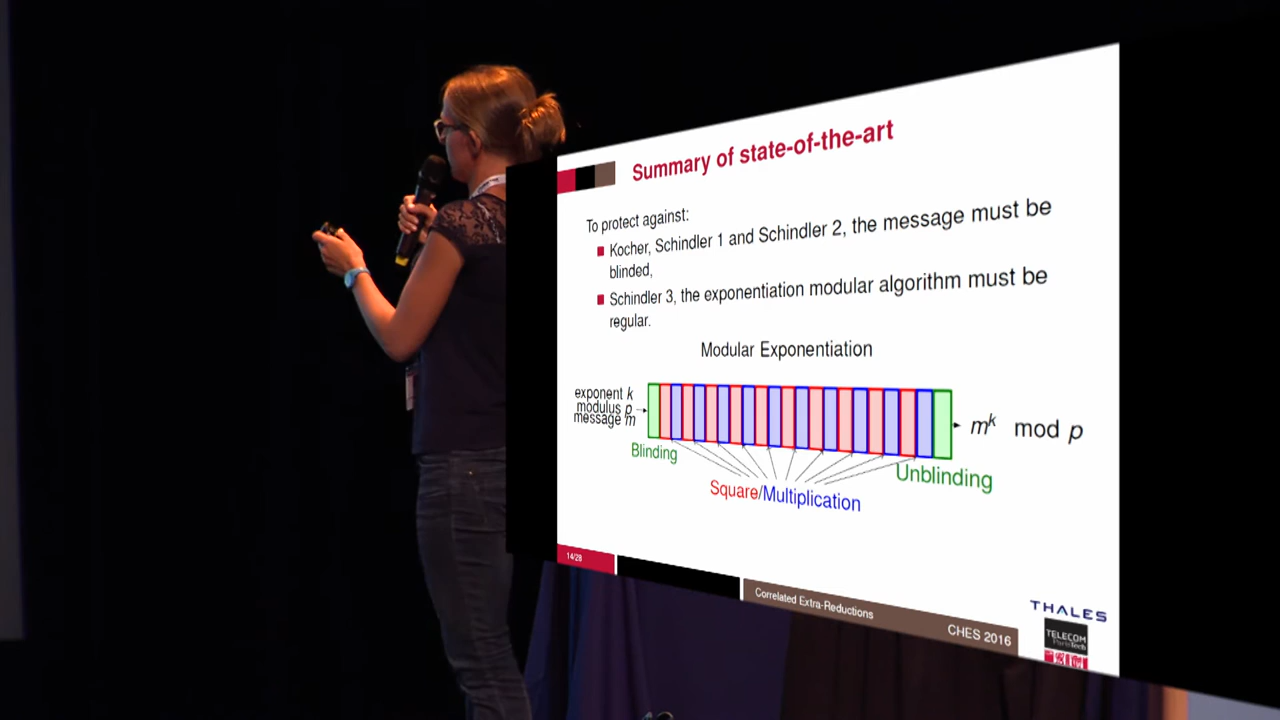 Summary of state-of-the-art
To protect against:
Kocher, Schindler 1 and Schindler 2, the message must be
blinded,
Schindler 3, the exponentiation modular algorithm must be
regular.
Modular Exponentiation
exponent k
modulus p
message m
m^k mod p
Blinding
Unblinding
Square/Multiplication
14/28
Correlated Extra-Reductions
CHES 2016
THALES
TELECOM
ParisTech